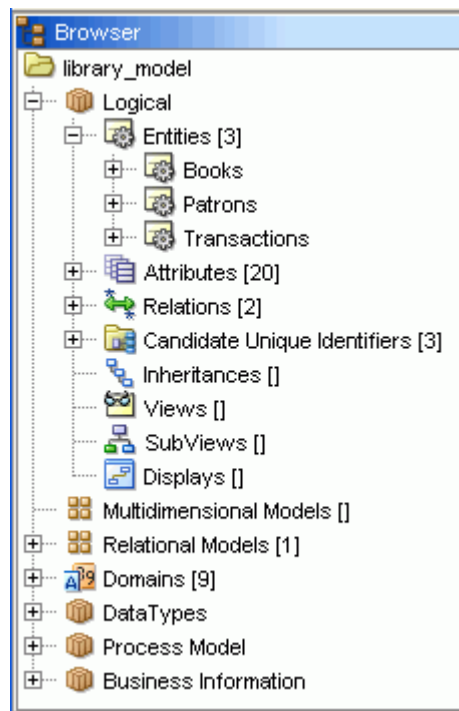 Browser
library_model
Logical
Entities [3]
Books
Patrons
Transactions
Attributes [20]
Relations [2]
Candidate Unique Identifiers [3]
Inheritances []
Views []
SubViews []
Displays []
Multidimensional Models []
Relational Models [1]
Domains [9]
DataTypes
Process Model
Business Information